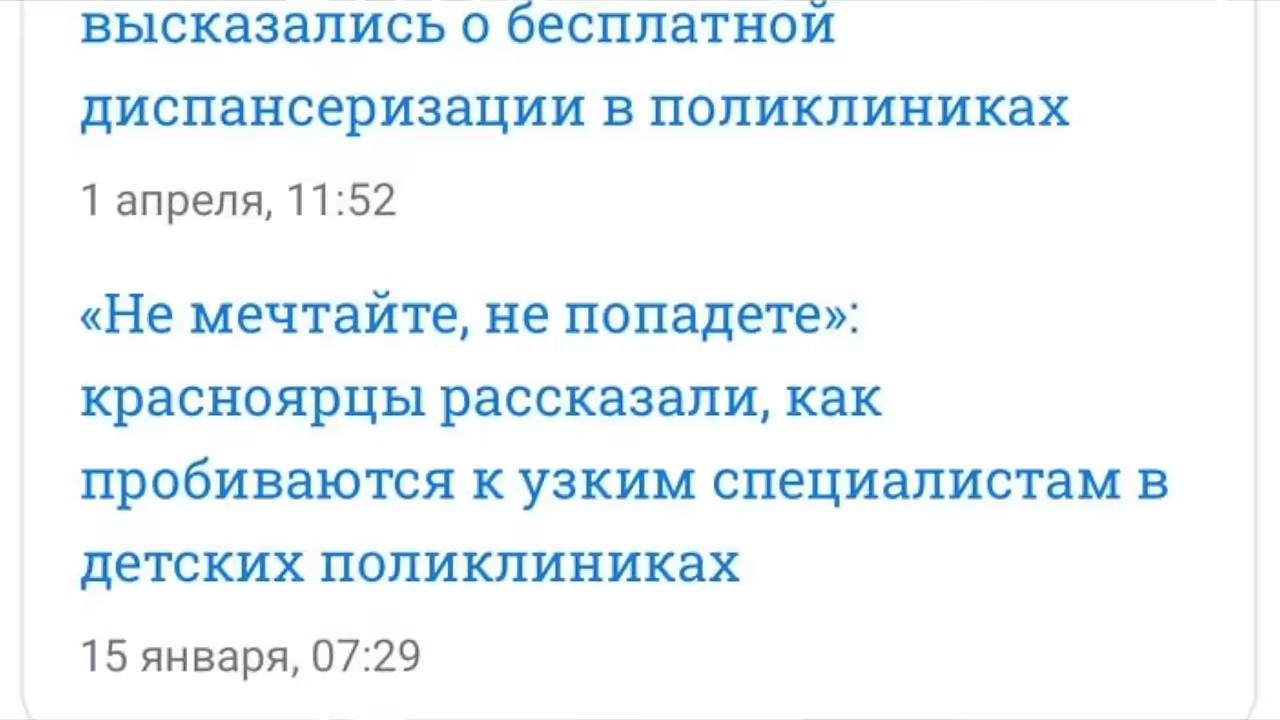 высказались о бесплатной
диспансеризации в поликлиниках
1 апреля, 11:52
«Не мечтайте, не попадете»:
красноярцы рассказали, как
пробиваются к узким специалистам в
детских поликлиниках
15 января, 07:29